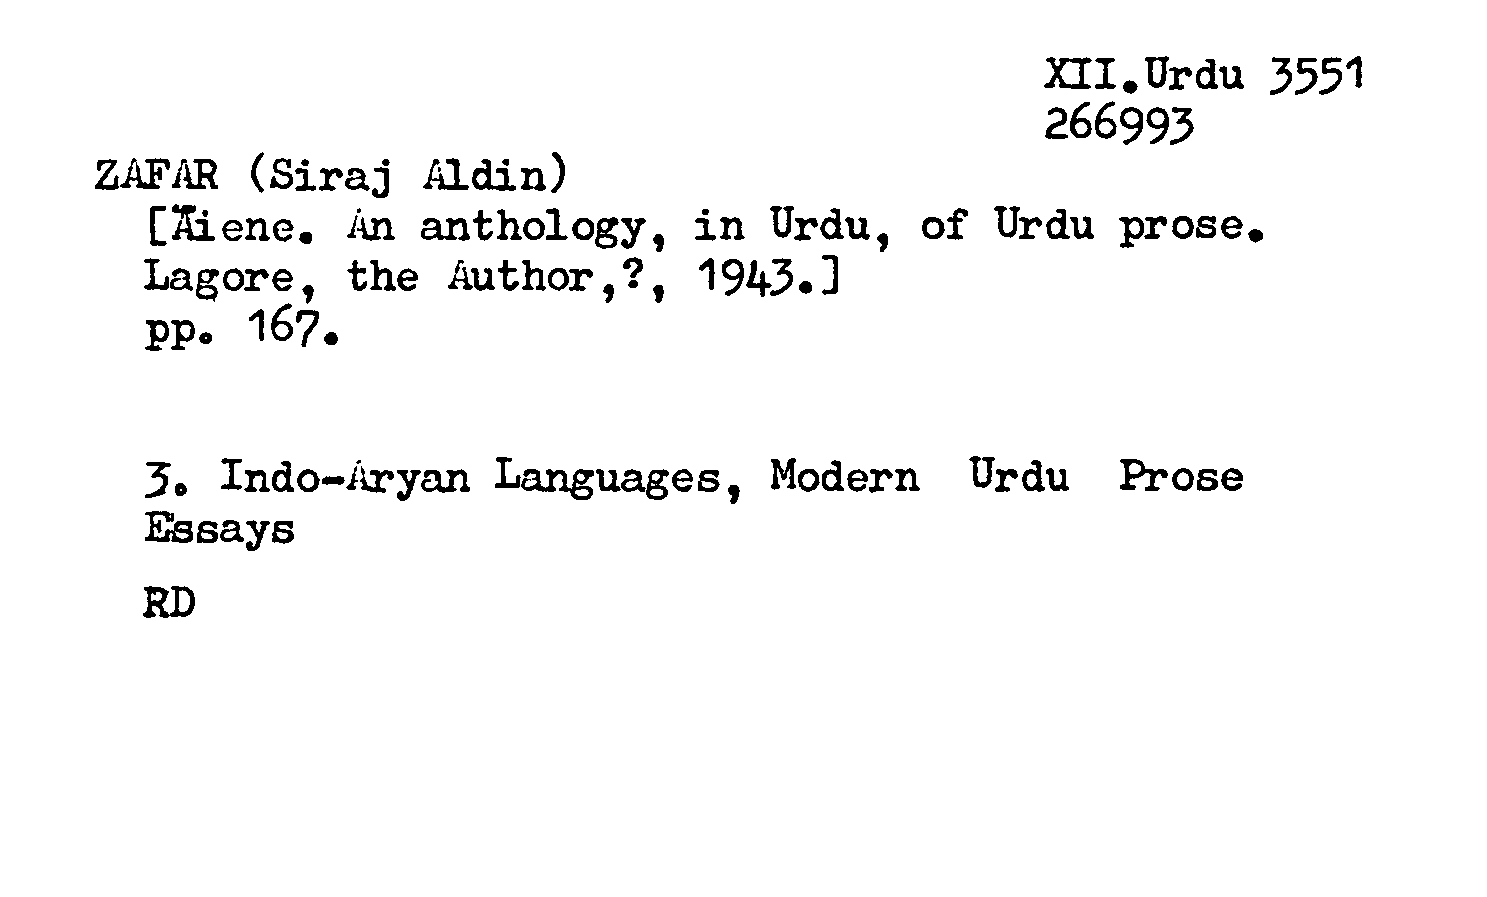 XII.Urdu 3551
266993
ZAFAR (Siraj Aldin)
[Āiene. An anthology, in Urdu, of Urdu prose.
Lagore, the Author,?, 1943.]
pp. 167.
3. Indo-Aryan Languages, Modern Urdu Prose
Essays
RD